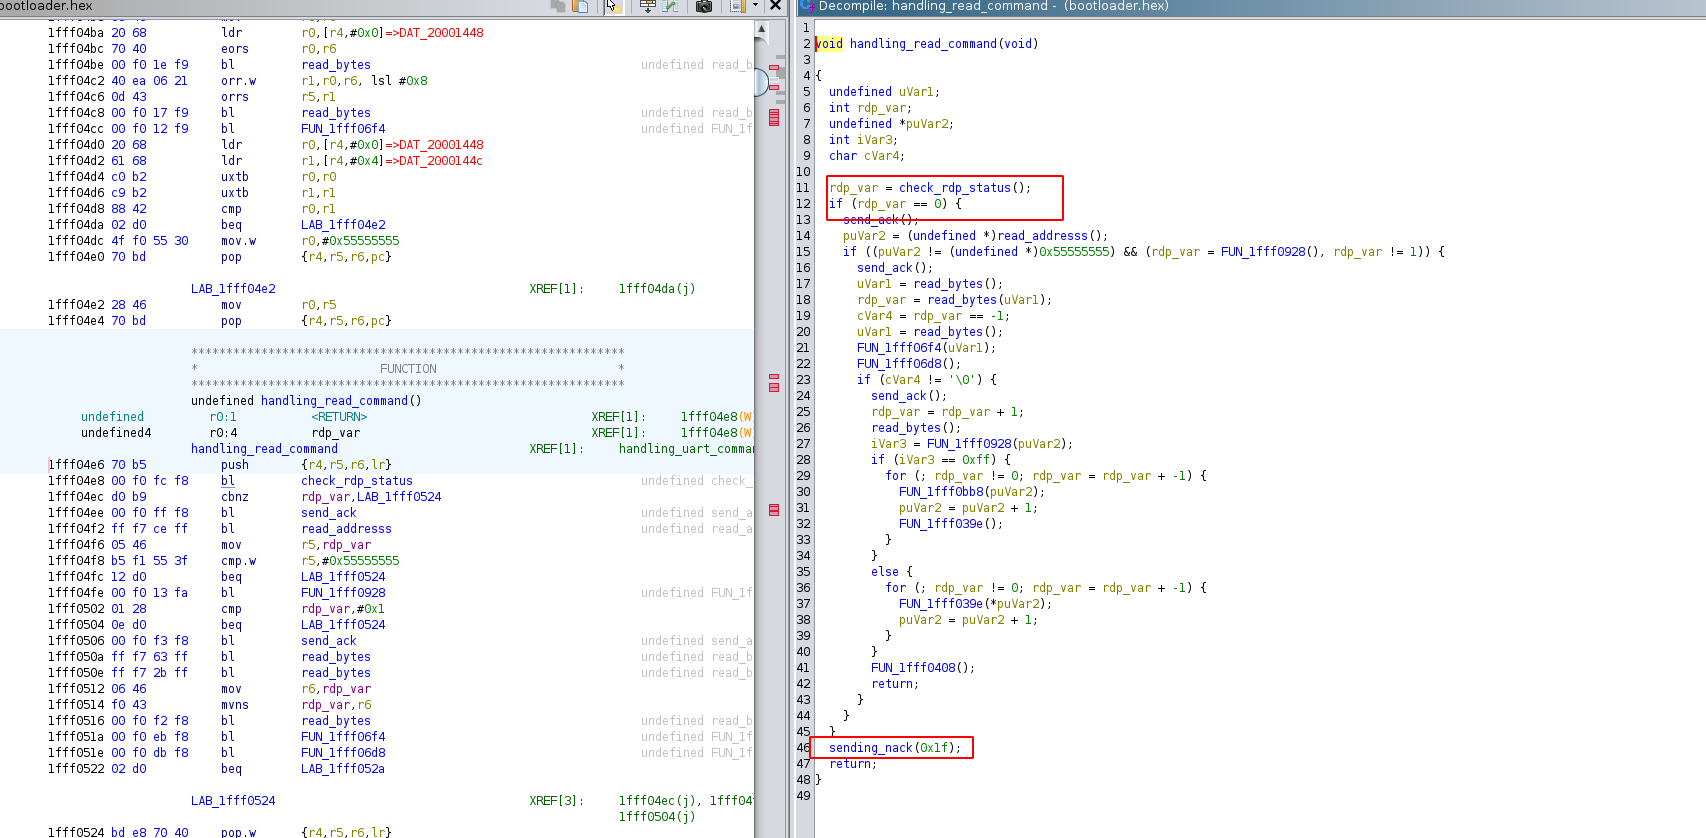 bootloader.hex
1fff04ba 20 68 ldr r0,[r4,#0x0]=>DAT_20001448
1fff04bc 70 40 eors r0,r6
1fff04be 00 f0 1e f9 bl read_bytes undefined read_b
1fff04c2 40 ea 06 21 orr.w r1,r0,r6, lsl #0x8
1fff04c6 0d 43 orrs r5,r1
1fff04c8 00 f0 17 f9 bl read_bytes undefined read_b
1fff04cc 00 f0 12 f9 bl FUN_1fff06f4 undefined FUN_1f
1fff04d0 20 68 ldr r0,[r4,#0x0]=>DAT_20001448
1fff04d2 61 68 ldr r1,[r4,#0x4]=>DAT_2000144c
1fff04d4 c0 b2 uxtb r0,r0
1fff04d6 c9 b2 uxtb r1,r1
1fff04d8 88 42 cmp r0,r1
1fff04da 02 d0 beq LAB_1fff04e2
1fff04dc 4f f0 55 30 mov.w r0,#0x55555555
1fff04e0 70 bd pop {r4,r5,r6,pc}
LAB_1fff04e2 XREF[1]: 1fff04da(j)
1fff04e2 28 46 mov r0,r5
1fff04e4 70 bd pop {r4,r5,r6,pc}
**************************************************************
* FUNCTION *
**************************************************************
undefined handling_read_command()
undefined r0:1 <RETURN> XREF[1]: 1fff04e8(W
undefined4 r0:4 rdp_var XREF[1]: 1fff04e8(W
handling_read_command XREF[1]: handling_uart_comma
1fff04e6 70 b5 push {r4,r5,r6,lr}
1fff04e8 00 f0 fc f8 bl check_rdp_status undefined check_
1fff04ec d0 b9 cbnz rdp_var,LAB_1fff0524
1fff04ee 00 f0 ff f8 bl send_ack undefined send_a
1fff04f2 ff f7 ce ff bl read_addresss undefined read_a
1fff04f6 05 46 mov r5,rdp_var
1fff04f8 b5 f1 55 3f cmp.w r5,#0x55555555
1fff04fc 12 d0 beq LAB_1fff0524
1fff04fe 00 f0 13 fa bl FUN_1fff0928 undefined FUN_1f
1fff0502 01 28 cmp rdp_var,#0x1
1fff0504 0e d0 beq LAB_1fff0524
1fff0506 00 f0 f3 f8 bl send_ack undefined send_a
1fff050a ff f7 63 ff bl read_bytes undefined read_b
1fff050e ff f7 2b ff bl read_bytes undefined read_b
1fff0512 06 46 mov r6,rdp_var
1fff0514 f0 43 mvns rdp_var,r6
1fff0516 00 f0 f2 f8 bl read_bytes undefined read_b
1fff051a 00 f0 eb f8 bl FUN_1fff06f4 undefined FUN_1f
1fff051e 00 f0 db f8 bl FUN_1fff06d8 undefined FUN_1f
1fff0522 02 d0 beq LAB_1fff052a
LAB_1fff0524 XREF[3]: 1fff04ec(j), 1fff04f
1fff0504(j)
1fff0524 bd e8 70 40 pop.w {r4,r5,r6,lr}
Decompile: handling_read_command - (bootloader.hex)
1
2 void handling_read_command(void)
3
4 {
5 undefined uVar1;
6 int rdp_var;
7 undefined *puVar2;
8 int iVar3;
9 char cVar4;
10
11 rdp_var = check_rdp_status();
12 if (rdp_var == 0) {
13 send_ack();
14 puVar2 = (undefined *)read_addresss();
15 if ((puVar2 != (undefined *)0x55555555) && (rdp_var = FUN_1fff0928(), rdp_var != 1)) {
16 send_ack();
17 uVar1 = read_bytes();
18 rdp_var = read_bytes(uVar1);
19 cVar4 = rdp_var == -1;
20 uVar1 = read_bytes();
21 FUN_1fff06f4(uVar1);
22 FUN_1fff06d8();
23 if (cVar4 != '\0') {
24 send_ack();
25 rdp_var = rdp_var + 1;
26 read_bytes();
27 iVar3 = FUN_1fff0928(puVar2);
28 if (iVar3 == 0xff) {
29 for (; rdp_var != 0; rdp_var = rdp_var + -1) {
30 FUN_1fff0bb8(puVar2);
31 puVar2 = puVar2 + 1;
32 FUN_1fff039e();
33 }
34 }
35 else {
36 for (; rdp_var != 0; rdp_var = rdp_var + -1) {
37 FUN_1fff039e(*puVar2);
38 puVar2 = puVar2 + 1;
39 }
40 }
41 FUN_1fff0408();
42 return;
43 }
44 }
45 }
46 sending_nack(0x1f);
47 return;
48 }
49